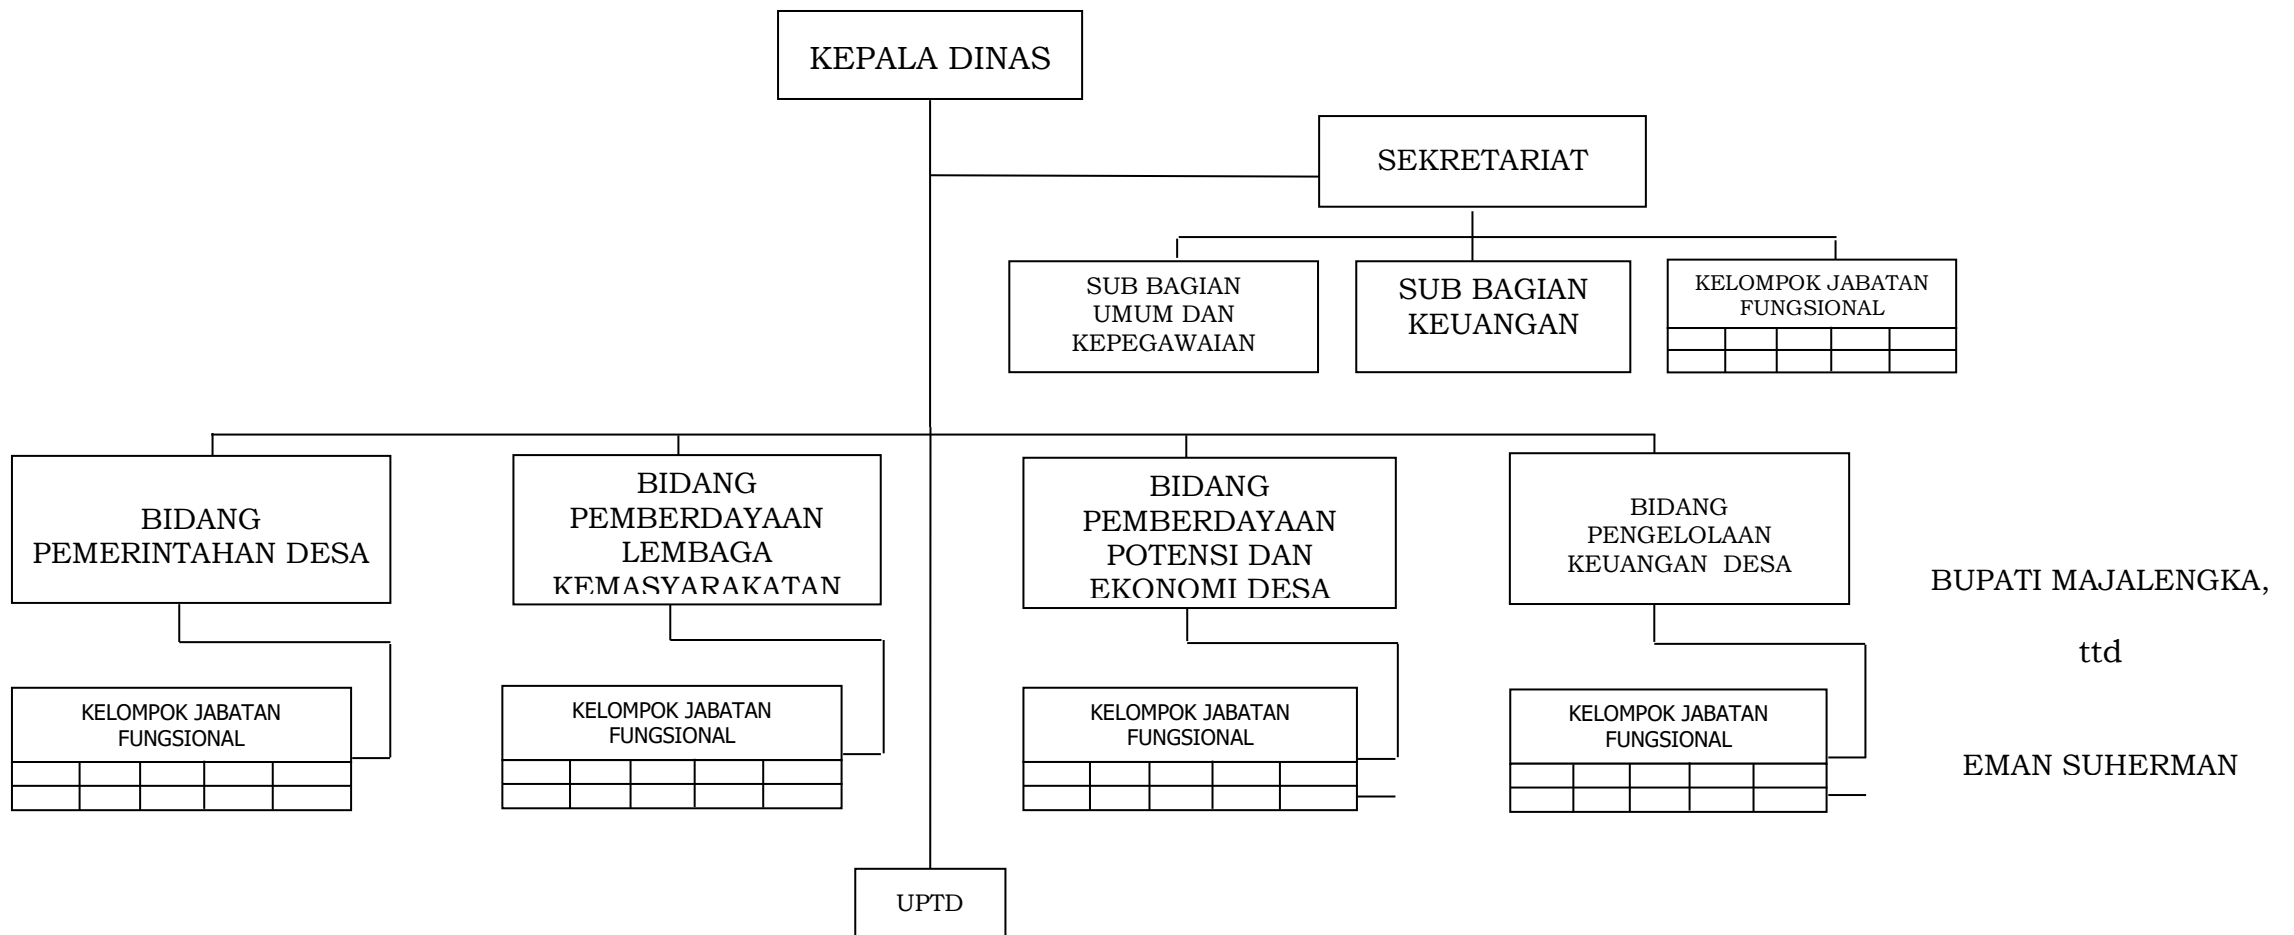 KEPALA DINAS
SEKRETARIAT
SUB BAGIAN
UMUM DAN
KEPEGAWAIAN
SUB BAGIAN
KEUANGAN
KELOMPOK JABATAN
FUNGSIONAL
BIDANG
PEMERINTAHAN DESA
BIDANG
PEMBERDAYAAN
LEMBAGA
KEMASYARAKATAN
BIDANG
PEMBERDAYAAN
POTENSI DAN
EKONOMI DESA
BIDANG
PENGELOLAAN
KEUANGAN DESA
KELOMPOK JABATAN
FUNGSIONAL
KELOMPOK JABATAN
FUNGSIONAL
KELOMPOK JABATAN
FUNGSIONAL
KELOMPOK JABATAN
FUNGSIONAL
BUPATI MAJALENGKA,
ttd
EMAN SUHERMAN
UPTD